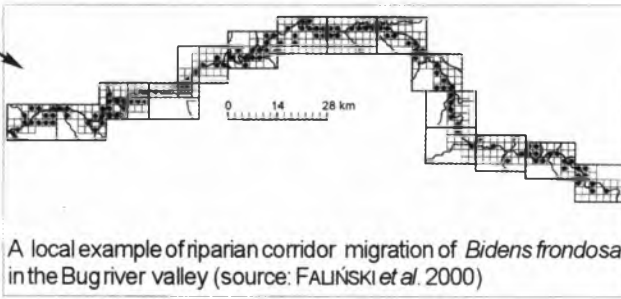 0 14 28 km
A local example of riparian corridor migration of Bidens frondosa
in the Bug river valley (source: FALIŃSKI et al. 2000)